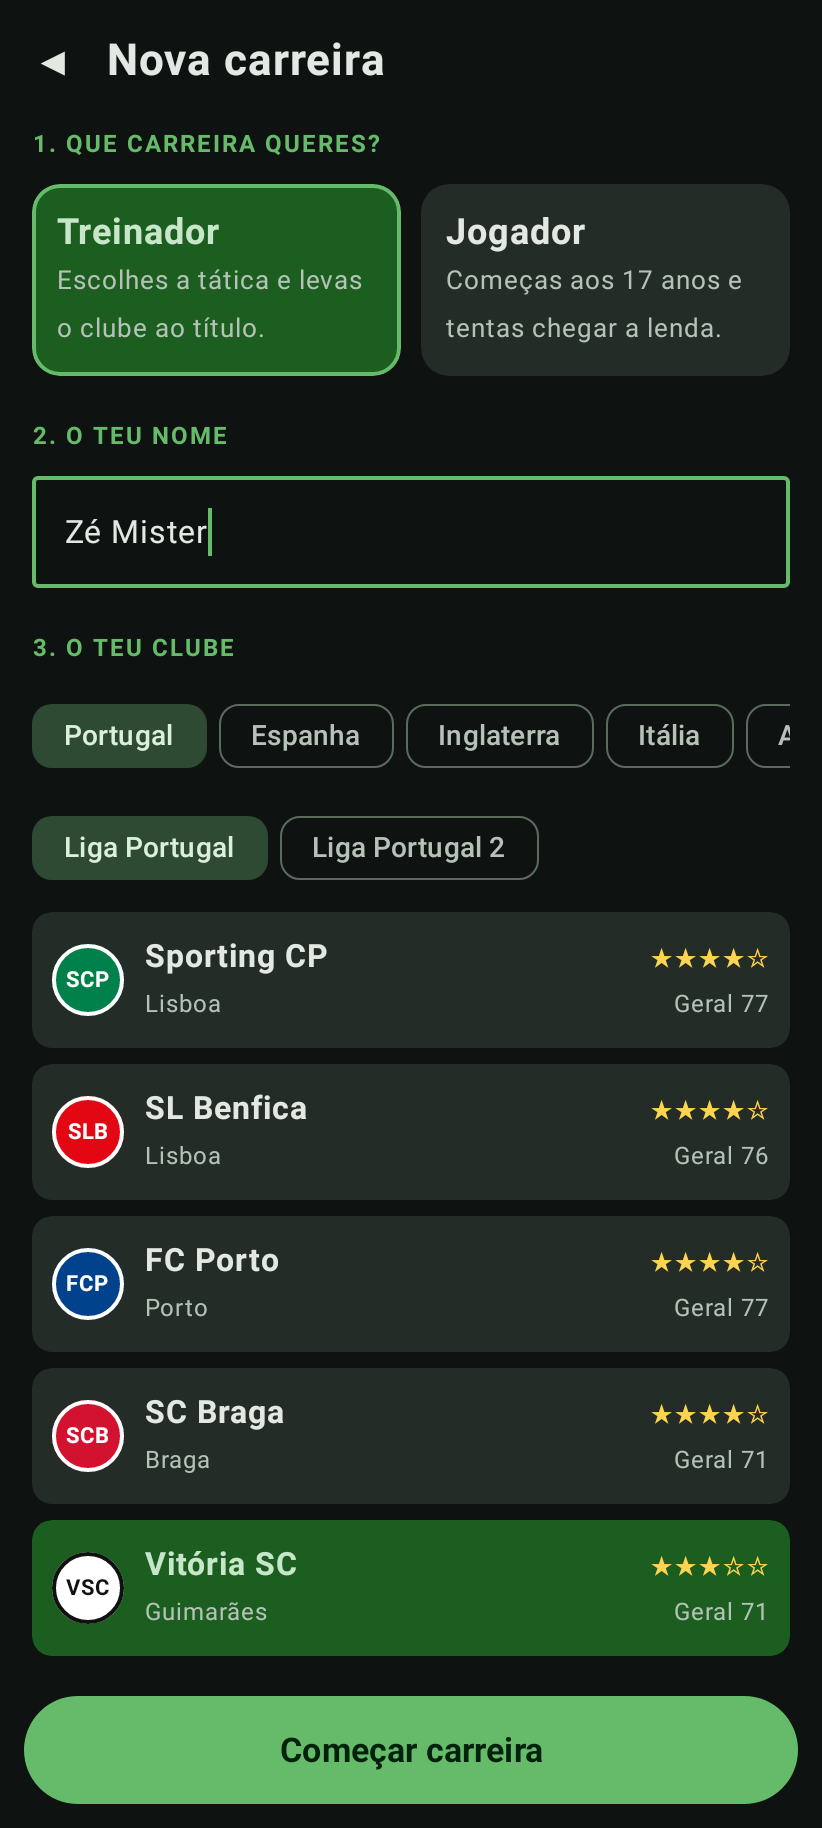 ◄ Nova carreira
1. QUE CARREIRA QUERES?
Treinador
Escolhes a tática e levas
o clube ao título.
Jogador
Começas aos 17 anos e
tentas chegar a lenda.
2. O TEU NOME
Zé Mister
3. O TEU CLUBE
Portugal Espanha Inglaterra Itália
Liga Portugal Liga Portugal 2
SCP Sporting CP ★★★★☆
Lisboa Geral 77
SLB SL Benfica ★★★★☆
Lisboa Geral 76
FCP FC Porto ★★★★☆
Porto Geral 77
SCB SC Braga ★★★★☆
Braga Geral 71
VSC Vitória SC ★★★☆☆
Guimarães Geral 71
Começar carreira